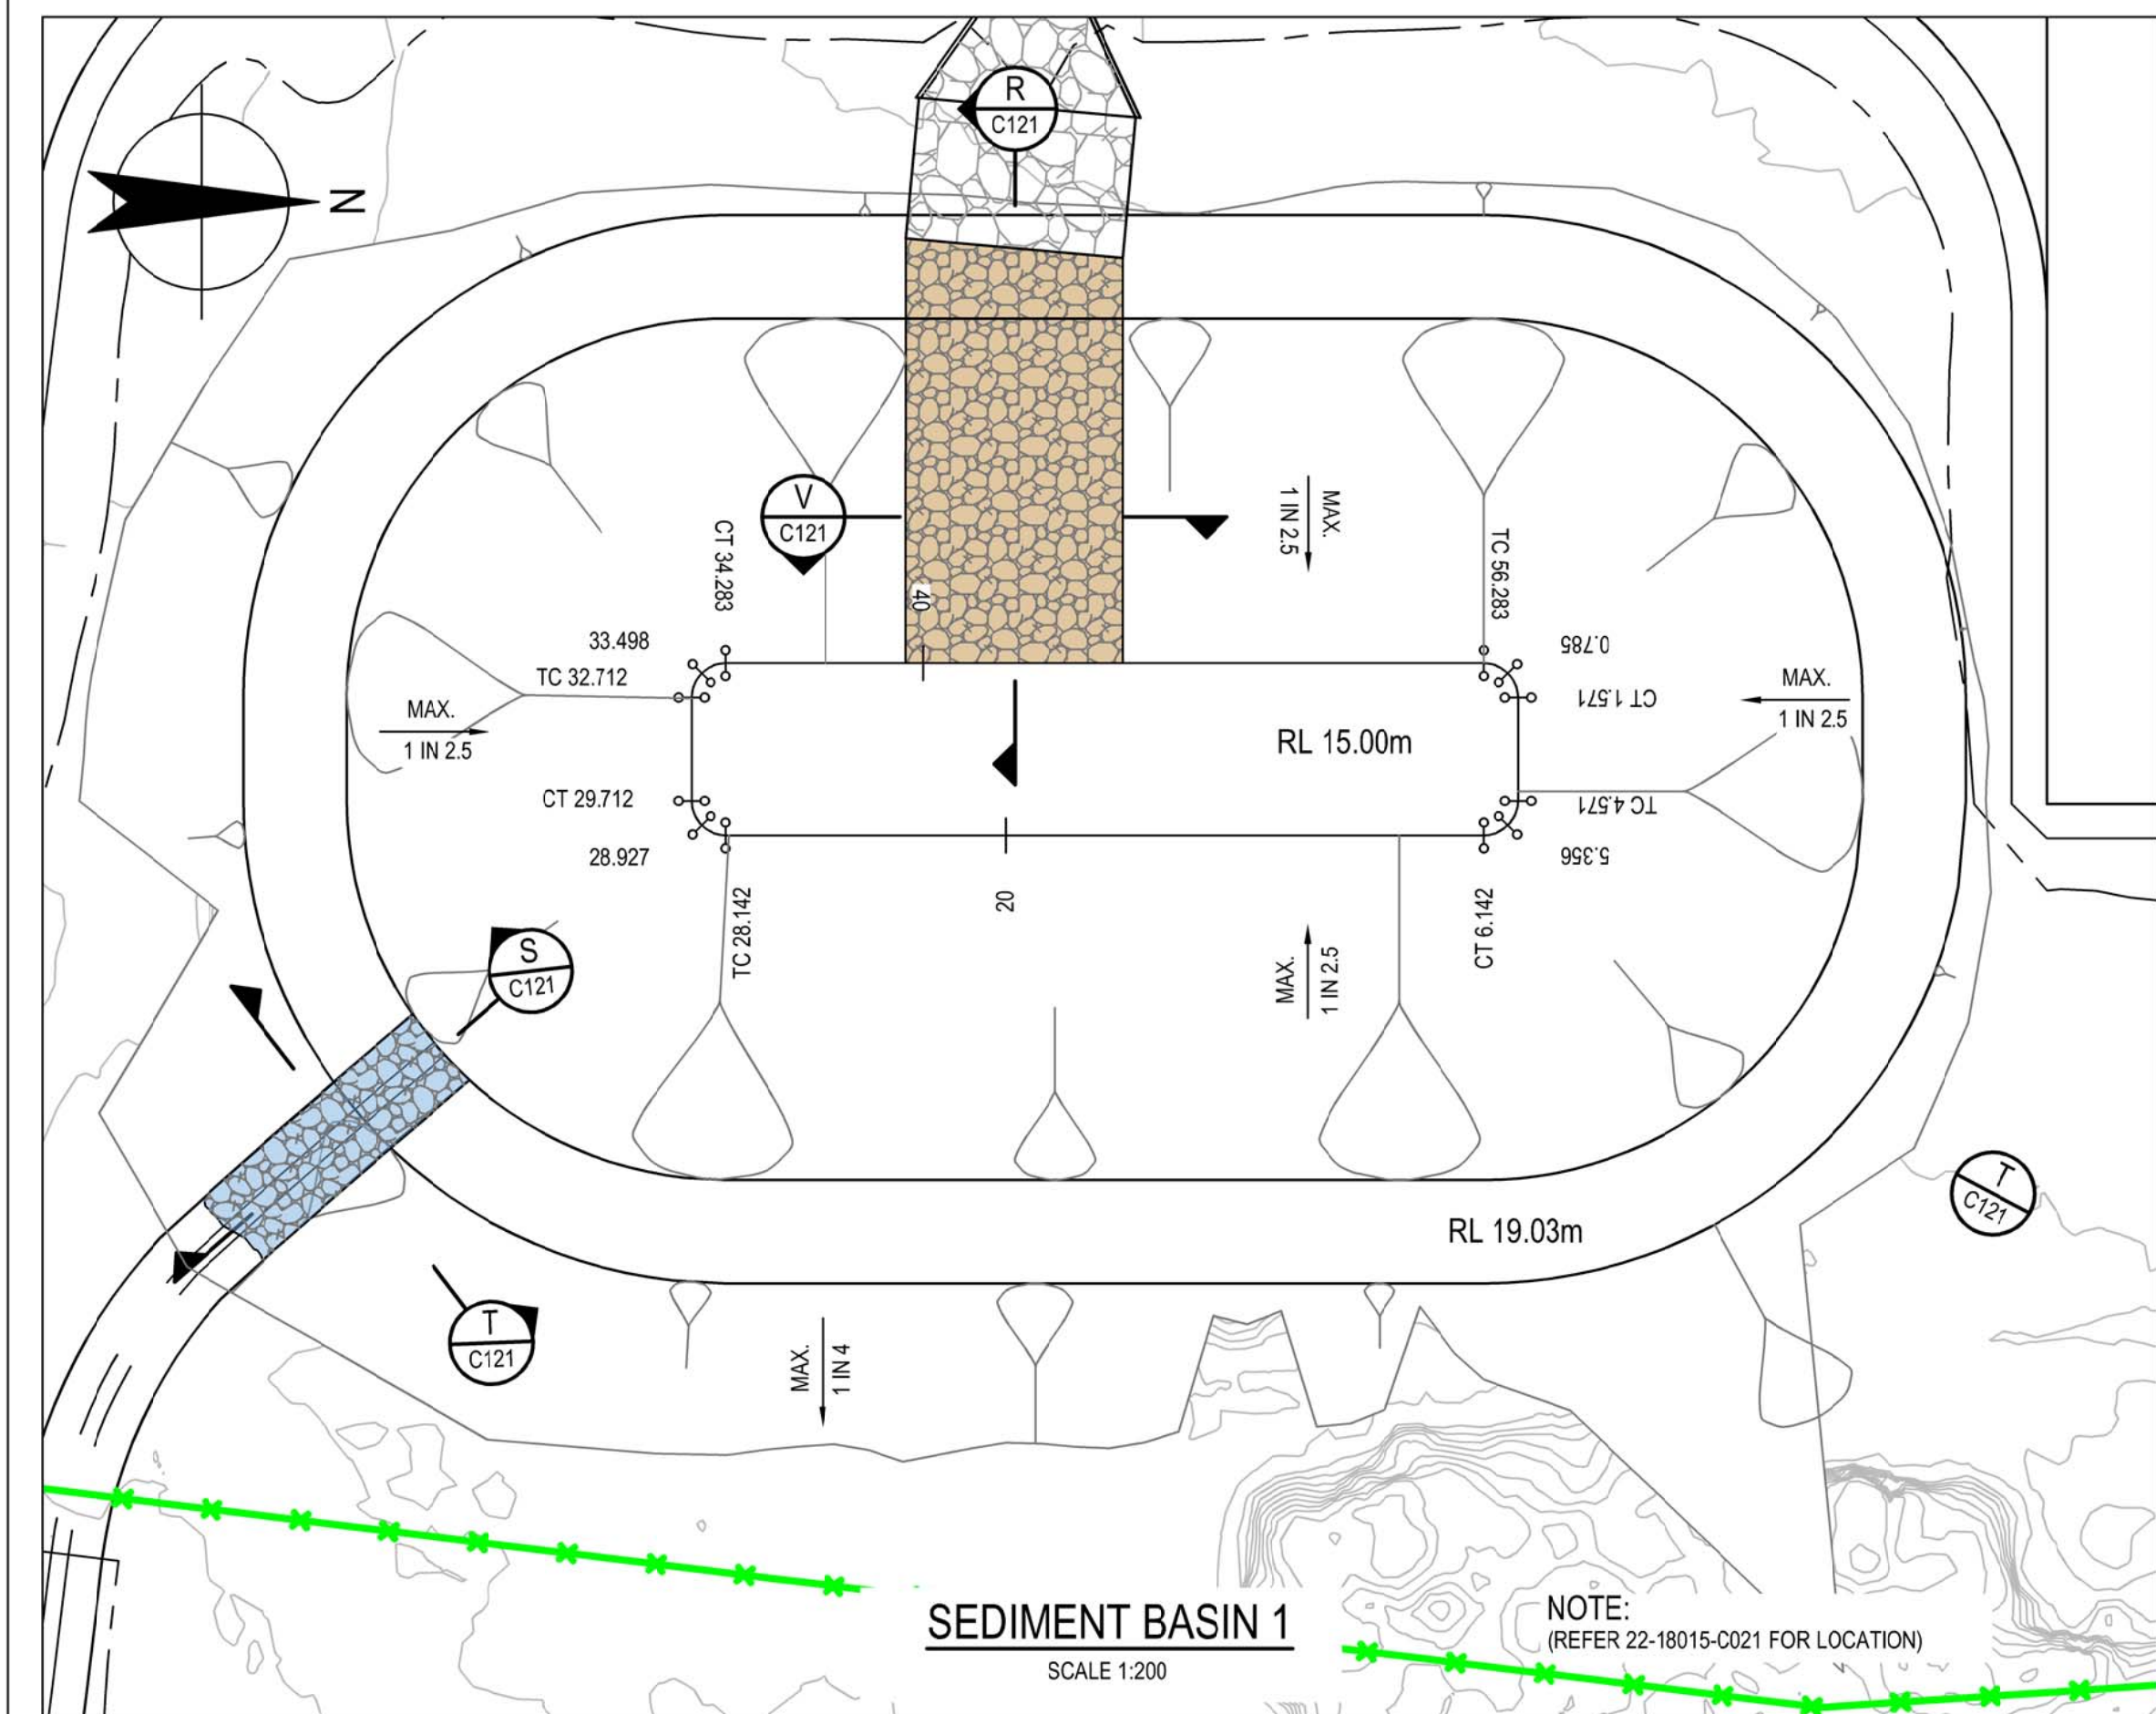 R
C121
N
V
C121
CT 34.283
40
MAX.
1 IN 2.5
TC 56.283
33.498
TC 32.712
0.785
CT 1.571
MAX.
1 IN 2.5
MAX.
1 IN 2.5
RL 15.00m
CT 29.712
TC 4.571
28.927
5.356
TC 28.142
20
CT 6.142
MAX.
1 IN 2.5
S
C121
T
C121
RL 19.03m
T
C121
MAX.
1 IN 4
SEDIMENT BASIN 1
SCALE 1:200
NOTE:
(REFER 22-18015-C021 FOR LOCATION)